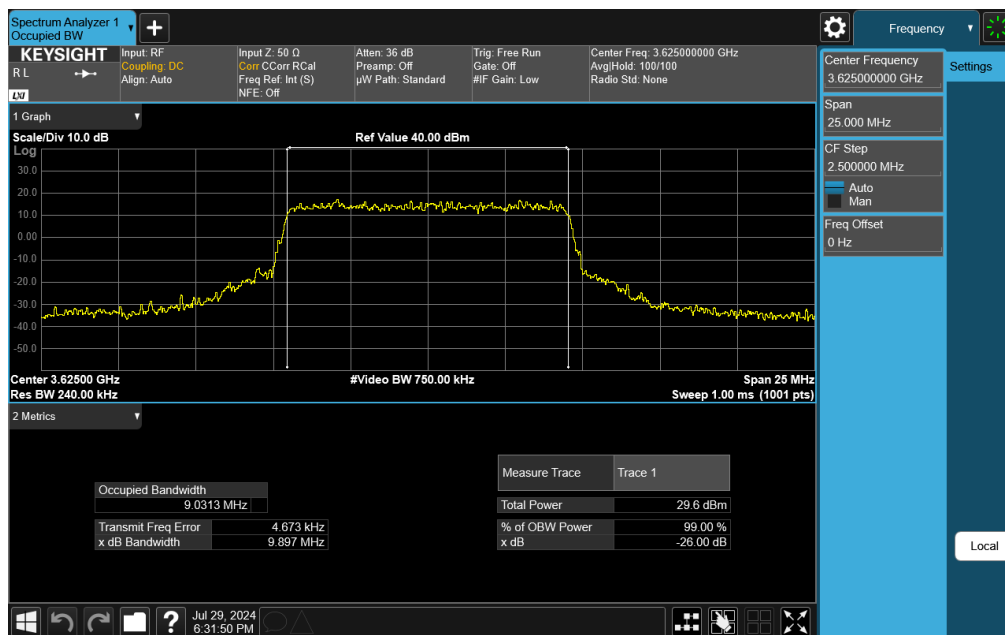 Spectrum Analyzer 1
Occupied BW
Frequency
KEYSIGHT
R L
LXI
Input: RF
Coupling: DC
Align: Auto
Input Z: 50 Ω
Corr CCorr RCal
Freq Ref: Int (S)
NFE: Off
Atten: 36 dB
Preamp: Off
µW Path: Standard
Trig: Free Run
Gate: Off
#IF Gain: Low
Center Freq: 3.625000000 GHz
Avg|Hold: 100/100
Radio Std: None
Center Frequency
3.625000000 GHz
Settings
Span
25.000 MHz
CF Step
2.500000 MHz
Auto
Man
Freq Offset
0 Hz
Local
1 Graph
Scale/Div 10.0 dB
Ref Value 40.00 dBm
Log
30.0
20.0
10.0
0.00
-10.0
-20.0
-30.0
-40.0
-50.0
Center 3.62500 GHz
#Video BW 750.00 kHz
Span 25 MHz
Res BW 240.00 kHz
Sweep 1.00 ms (1001 pts)
2 Metrics
Measure Trace
Trace 1
Occupied Bandwidth
9.0313 MHz
Total Power
29.6 dBm
Transmit Freq Error
4.673 kHz
% of OBW Power
99.00 %
x dB Bandwidth
9.897 MHz
x dB
-26.00 dB
?
Jul 29, 2024
6:31:50 PM